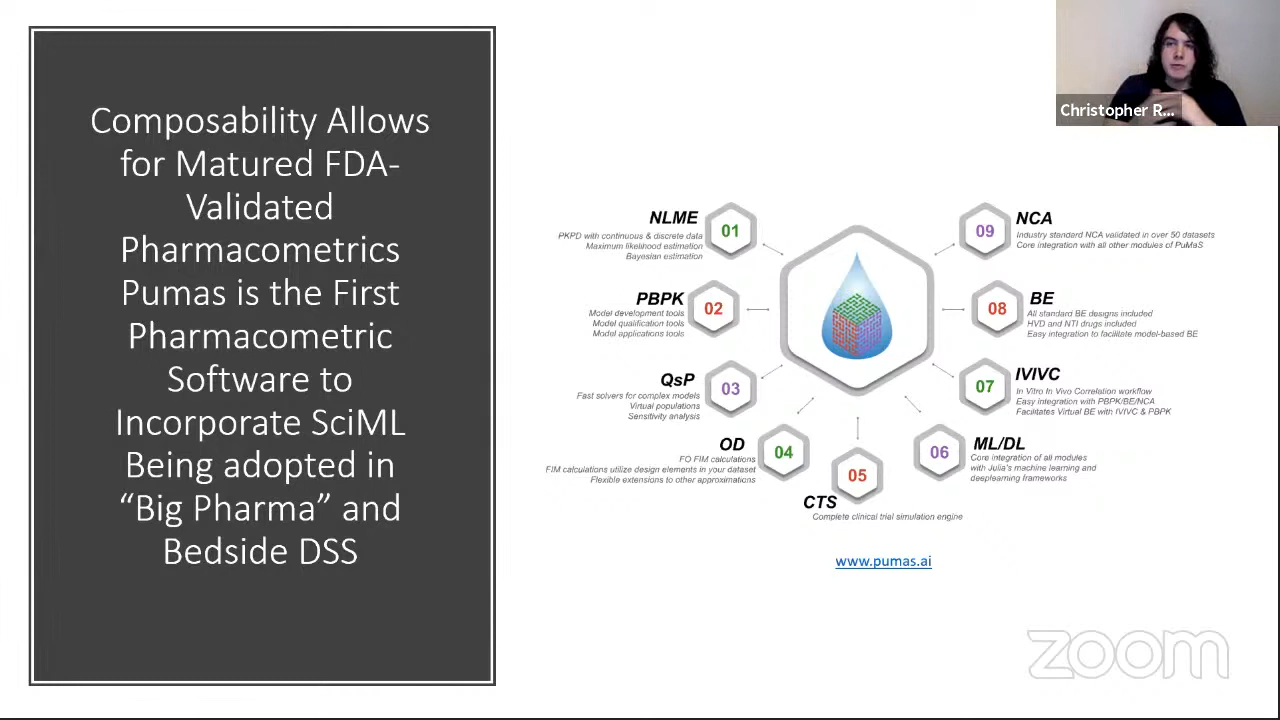 Composability Allows
for Matured FDA-
Validated
Pharmacometrics
Pumas is the First
Pharmacometric
Software to
Incorporate SciML
Being adopted in
“Big Pharma” and
Bedside DSS
Christopher R...
NLME
01
PKPD with continuous & discrete data
Maximum likelihood estimation
Bayesian estimation
PBPK
02
Model development tools
Model qualification tools
Model applications tools
QsP
03
Fast solvers for complex models
Virtual populations
Sensitivity analysis
OD
04
FO FIM calculations
FIM calculations utilize design elements in your dataset
Flexible extensions to other approximations
05
CTS
Complete clinical trial simulation engine
06
ML/DL
Core integration of all modules
with Julia's machine learning and
deeplearning frameworks
07
IVIVC
In Vitro In Vivo Correlation workflow
Easy integration with PBPK/BE/NCA
Facilitates Virtual BE with IVIVC & PBPK
08
BE
All standard BE designs included
HVD and NTI drugs included
Easy integration to facilitate model-based BE
09
NCA
Industry standard NCA validated in over 50 datasets
Core integration with all other modules of PuMaS
www.pumas.ai
zoom